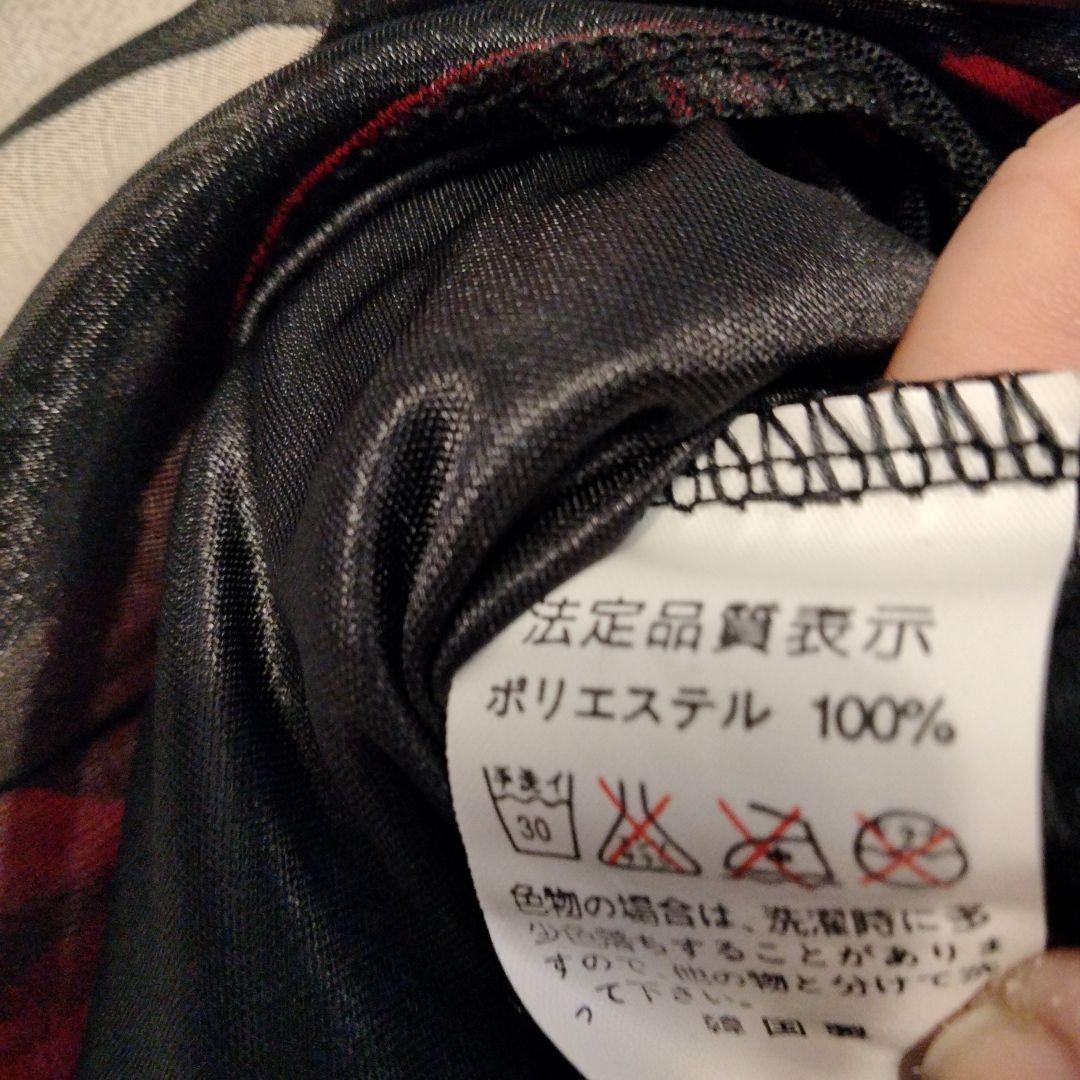 法定品質表示
ポリエステル 100%
手洗イ
30
色物の場合は、洗濯時に多
少色落ちすることがありま
すので、他の物と分けて
て下さい。
韓国製